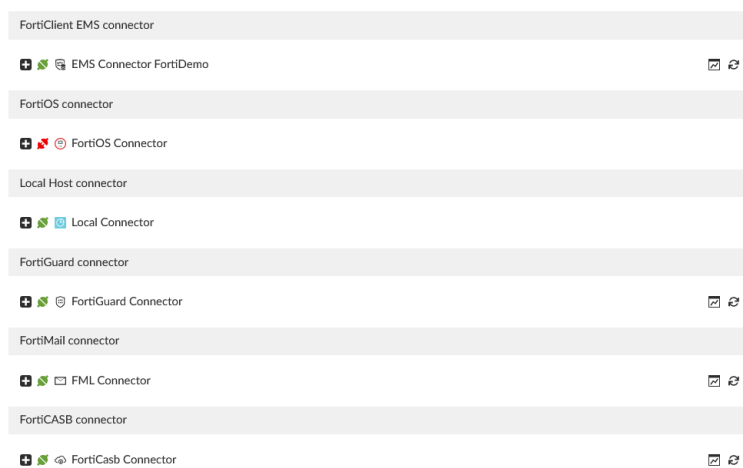 FortiClient EMS connector
EMS Connector FortiDemo
FortiOS connector
FortiOS Connector
Local Host connector
Local Connector
FortiGuard connector
FortiGuard Connector
FortiMail connector
FML Connector
FortiCASB connector
FortiCasb Connector